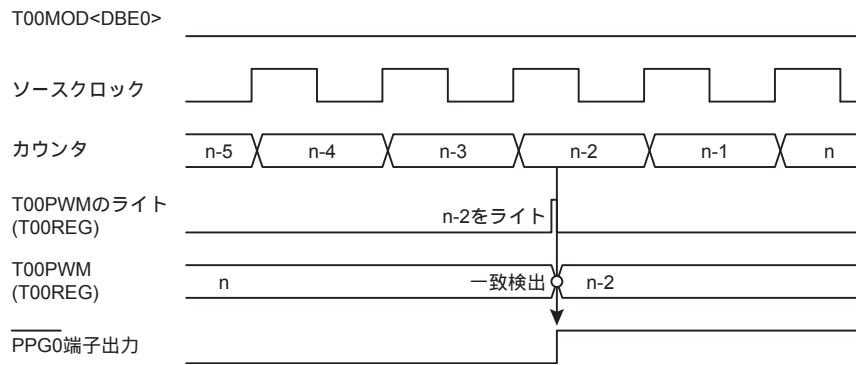 T00MOD<DBE0>
ソースクロック
カウンタ
n-5 n-4 n-3 n-2 n-1 n
T00PWMのライト
(T00REG)
n-2をライト
T00PWM
(T00REG)
n 一致検出 n-2
PPG0端子出力